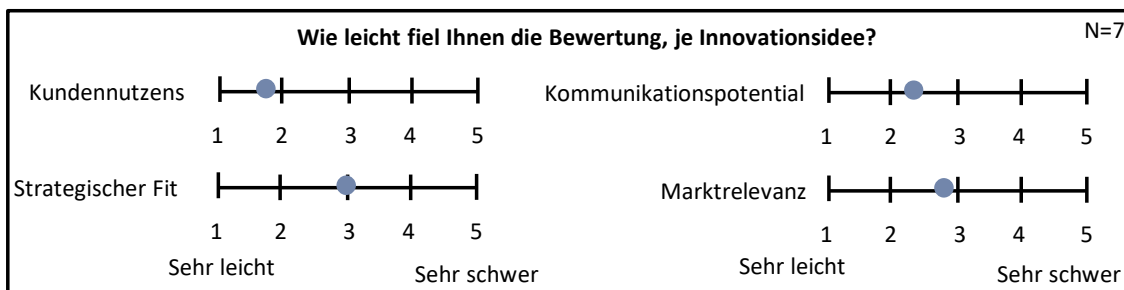 Wie leicht fiel Ihnen die Bewertung, je Innovationsidee?
N=7
Kundennutzens
1 2 3 4 5
Kommunikationspotential
1 2 3 4 5
Strategischer Fit
1 2 3 4 5
Sehr leicht Sehr schwer
Marktrelevanz
1 2 3 4 5
Sehr leicht Sehr schwer